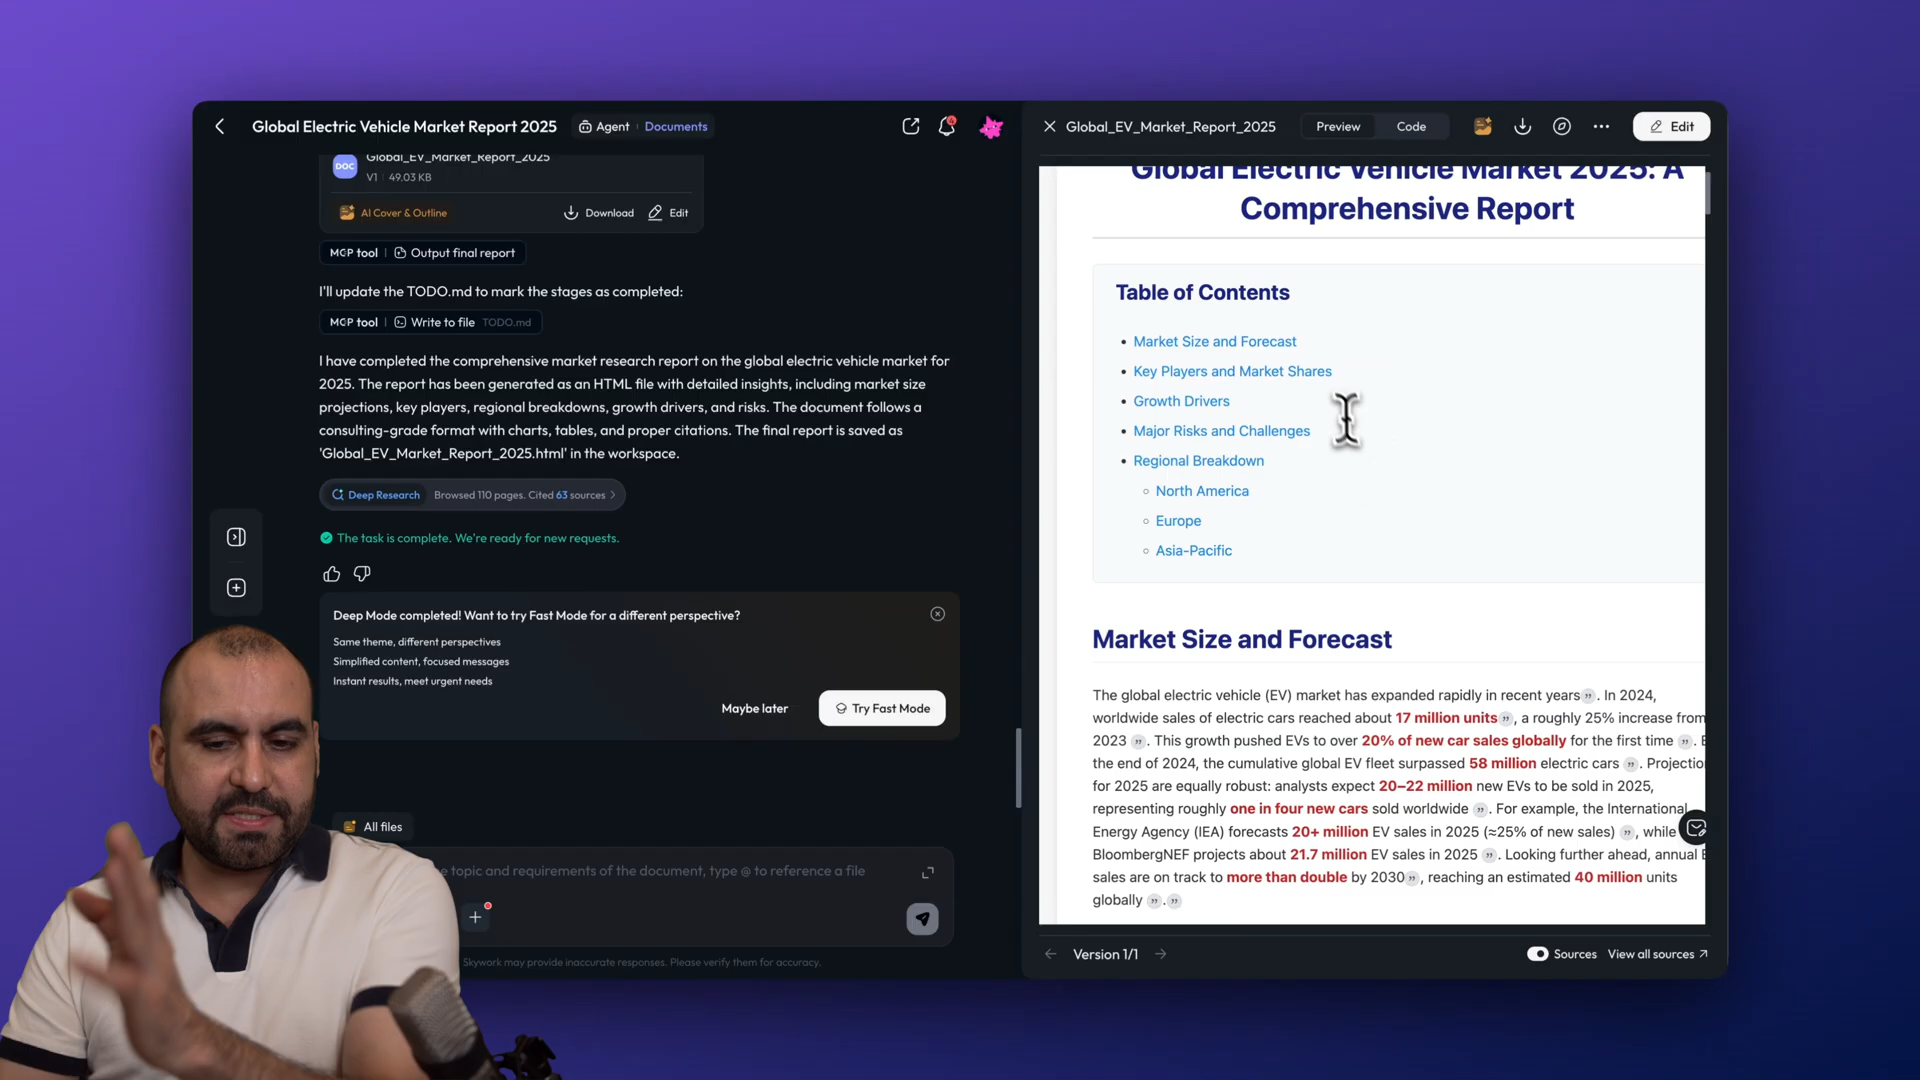 Global Electric Vehicle Market Report 2025
Agent
Documents
Global_EV_Market_Report_2025
DOC
V1 | 49.03 KB
AI Cover & Outline
Download
Edit
MCP tool | Output final report
I'll update the TODO.md to mark the stages as completed:
MCP tool | Write to file TODO.md
I have completed the comprehensive market research report on the global electric vehicle market for
2025. The report has been generated as an HTML file with detailed insights, including market size
projections, key players, regional breakdowns, growth drivers, and risks. The document follows a
consulting-grade format with charts, tables, and proper citations. The final report is saved as
'Global_EV_Market_Report_2025.html' in the workspace.
Deep Research Browsed 110 pages. Cited 63 sources
The task is complete. We're ready for new requests.
Deep Mode completed! Want to try Fast Mode for a different perspective?
Same theme, different perspectives
Simplified content, focused messages
Instant results, meet urgent needs
Maybe later
Try Fast Mode
All files
topic and requirements of the document, type @ to reference a file
Skywork may provide inaccurate responses. Please verify them for accuracy.
Global_EV_Market_Report_2025
Preview
Code
Edit
Global Electric Vehicle Market 2025: A
Comprehensive Report
Table of Contents
• Market Size and Forecast
• Key Players and Market Shares
• Growth Drivers
• Major Risks and Challenges
• Regional Breakdown
◦ North America
◦ Europe
◦ Asia-Pacific
Market Size and Forecast
The global electric vehicle (EV) market has expanded rapidly in recent years. In 2024,
worldwide sales of electric cars reached about 17 million units, a roughly 25% increase from
2023. This growth pushed EVs to over 20% of new car sales globally for the first time.
the end of 2024, the cumulative global EV fleet surpassed 58 million electric cars.
for 2025 are equally robust: analysts expect 20–22 million new EVs to be sold in 2025,
representing roughly one in four new cars sold worldwide. For example, the International
Energy Agency (IEA) forecasts 20+ million EV sales in 2025 (≈25% of new sales), while
BloombergNEF projects about 21.7 million EV sales in 2025. Looking further ahead, annual
sales are on track to more than double by 2030, reaching an estimated 40 million units
globally.
Version 1/1
Sources
View all sources